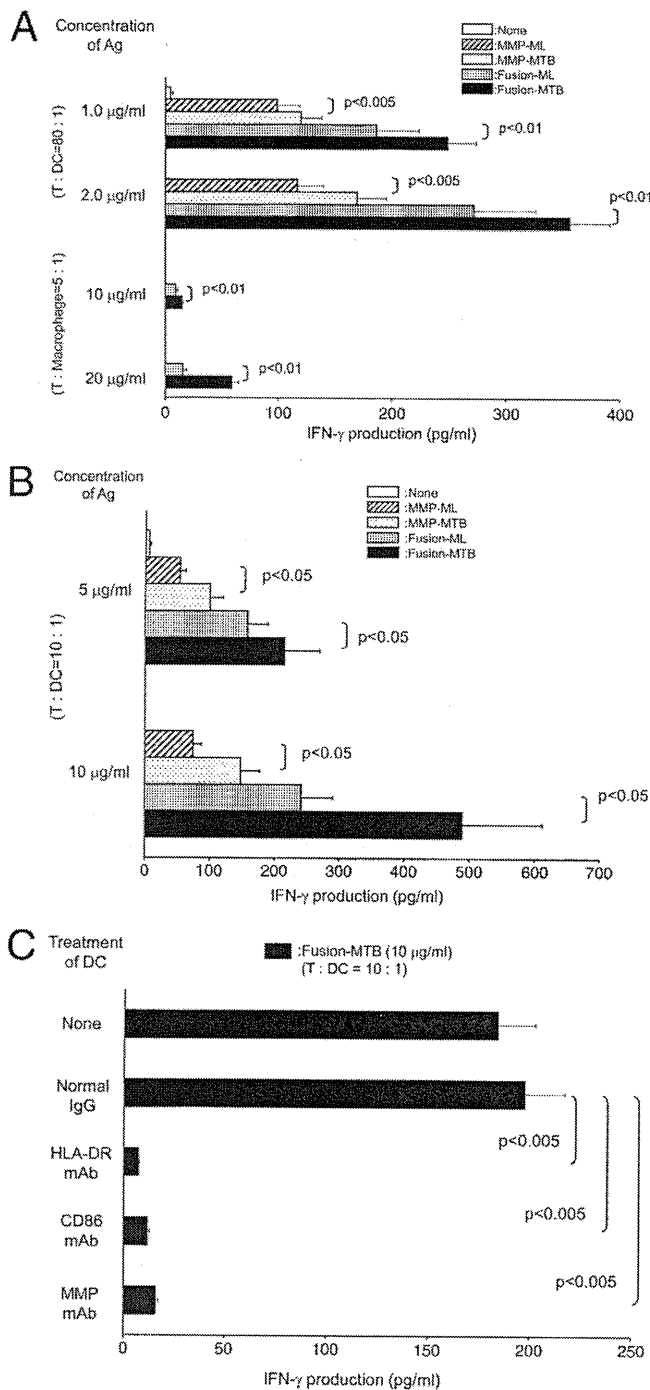 A
Concentration
of Ag
:None
:MMP-ML
:MMP-MTB
:Fusion-ML
:Fusion-MTB
(T : DC=80 : 1)
1.0 μg/ml
p<0.005
p<0.01
2.0 μg/ml
p<0.005
p<0.01
(T : Macrophage=5 : 1)
10 μg/ml
p<0.01
20 μg/ml
p<0.01
0 100 200 300 400
IFN-γ production (pg/ml)
B
Concentration
of Ag
:None
:MMP-ML
:MMP-MTB
:Fusion-ML
:Fusion-MTB
(T : DC=10 : 1)
5 μg/ml
p<0.05
p<0.05
10 μg/ml
p<0.05
p<0.05
0 100 200 300 400 500 600 700
IFN-γ production (pg/ml)
C
Treatment
of DC
:Fusion-MTB (10 μg/ml)
(T : DC = 10 : 1)
None
Normal
IgG
HLA-DR
mAb
CD86
mAb
MMP
mAb
p<0.005
p<0.005
p<0.005
0 50 100 150 200 250
IFN-γ production (pg/ml)